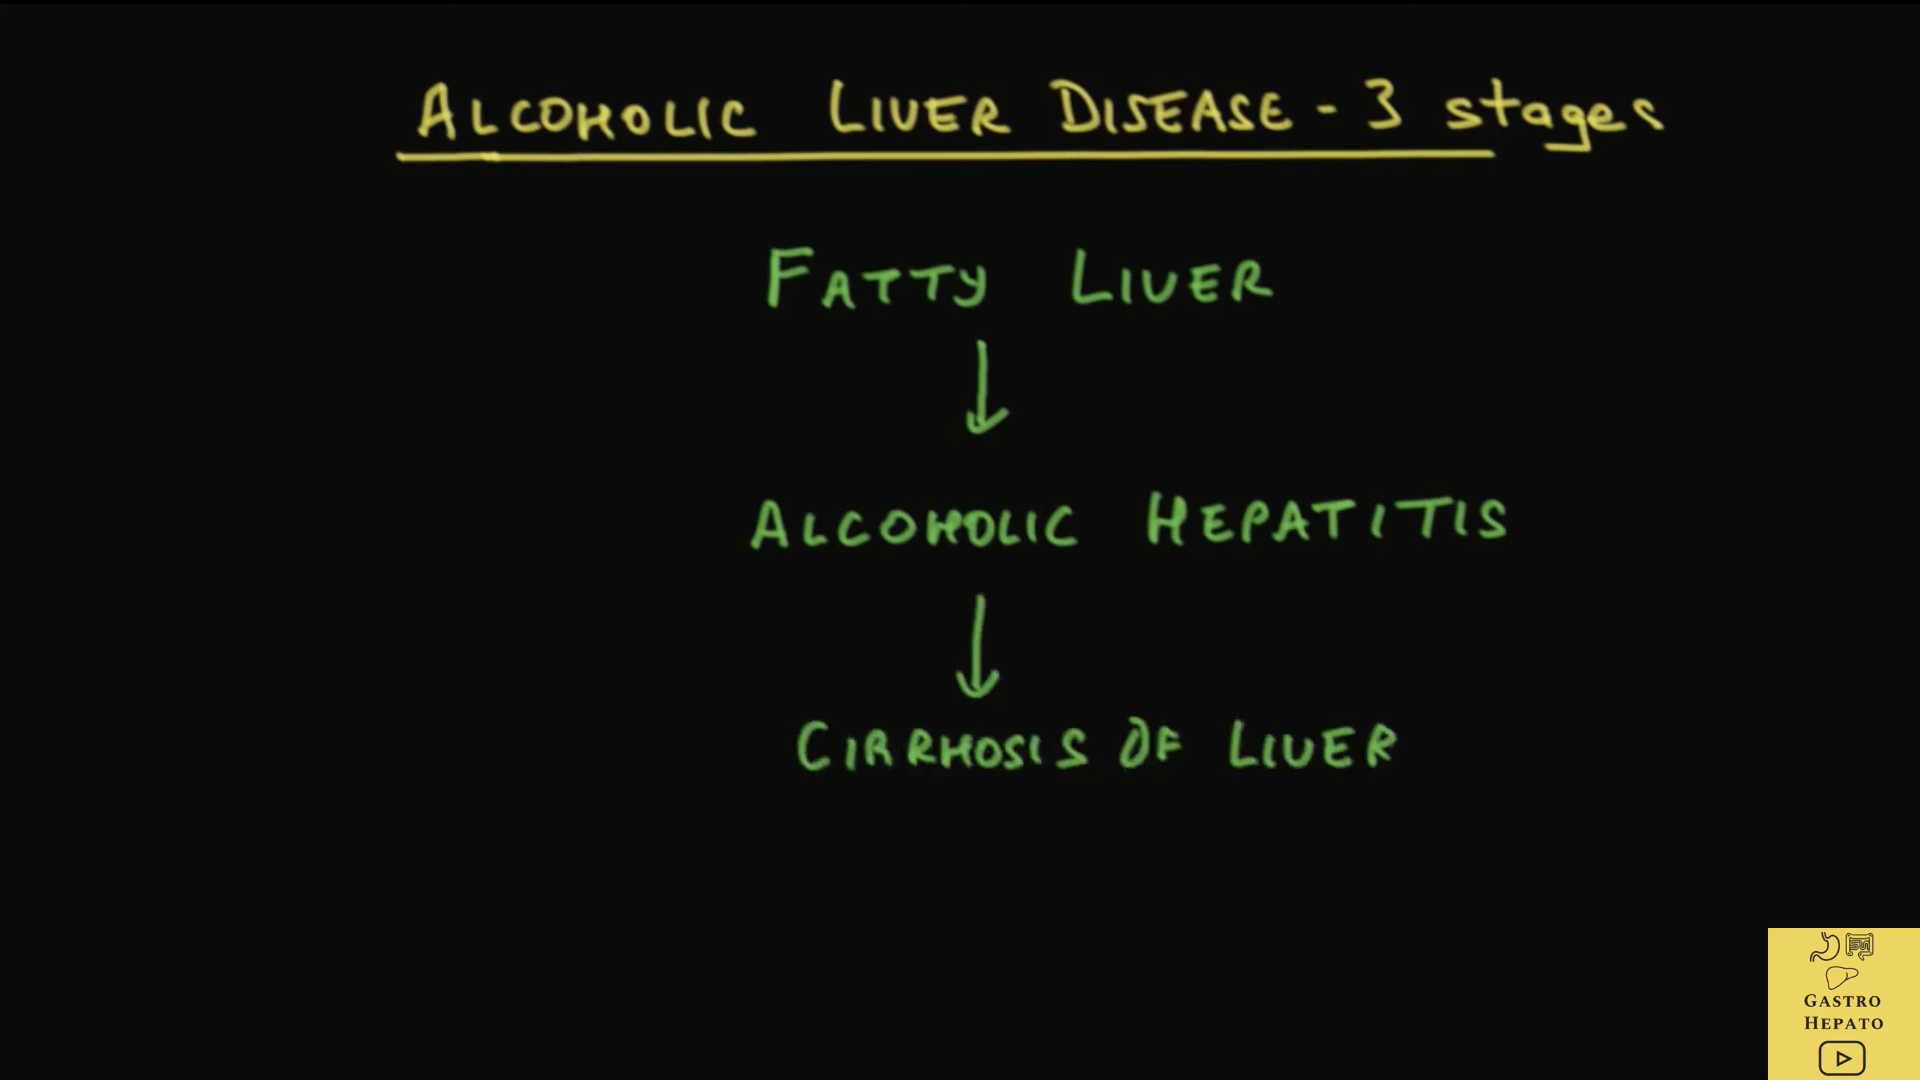 ALCOHOLIC LIVER DISEASE - 3 stages
FATTY LIVER
ALCOHOLIC HEPATITIS
CIRRHOSIS OF LIVER
GASTRO
HEPATO